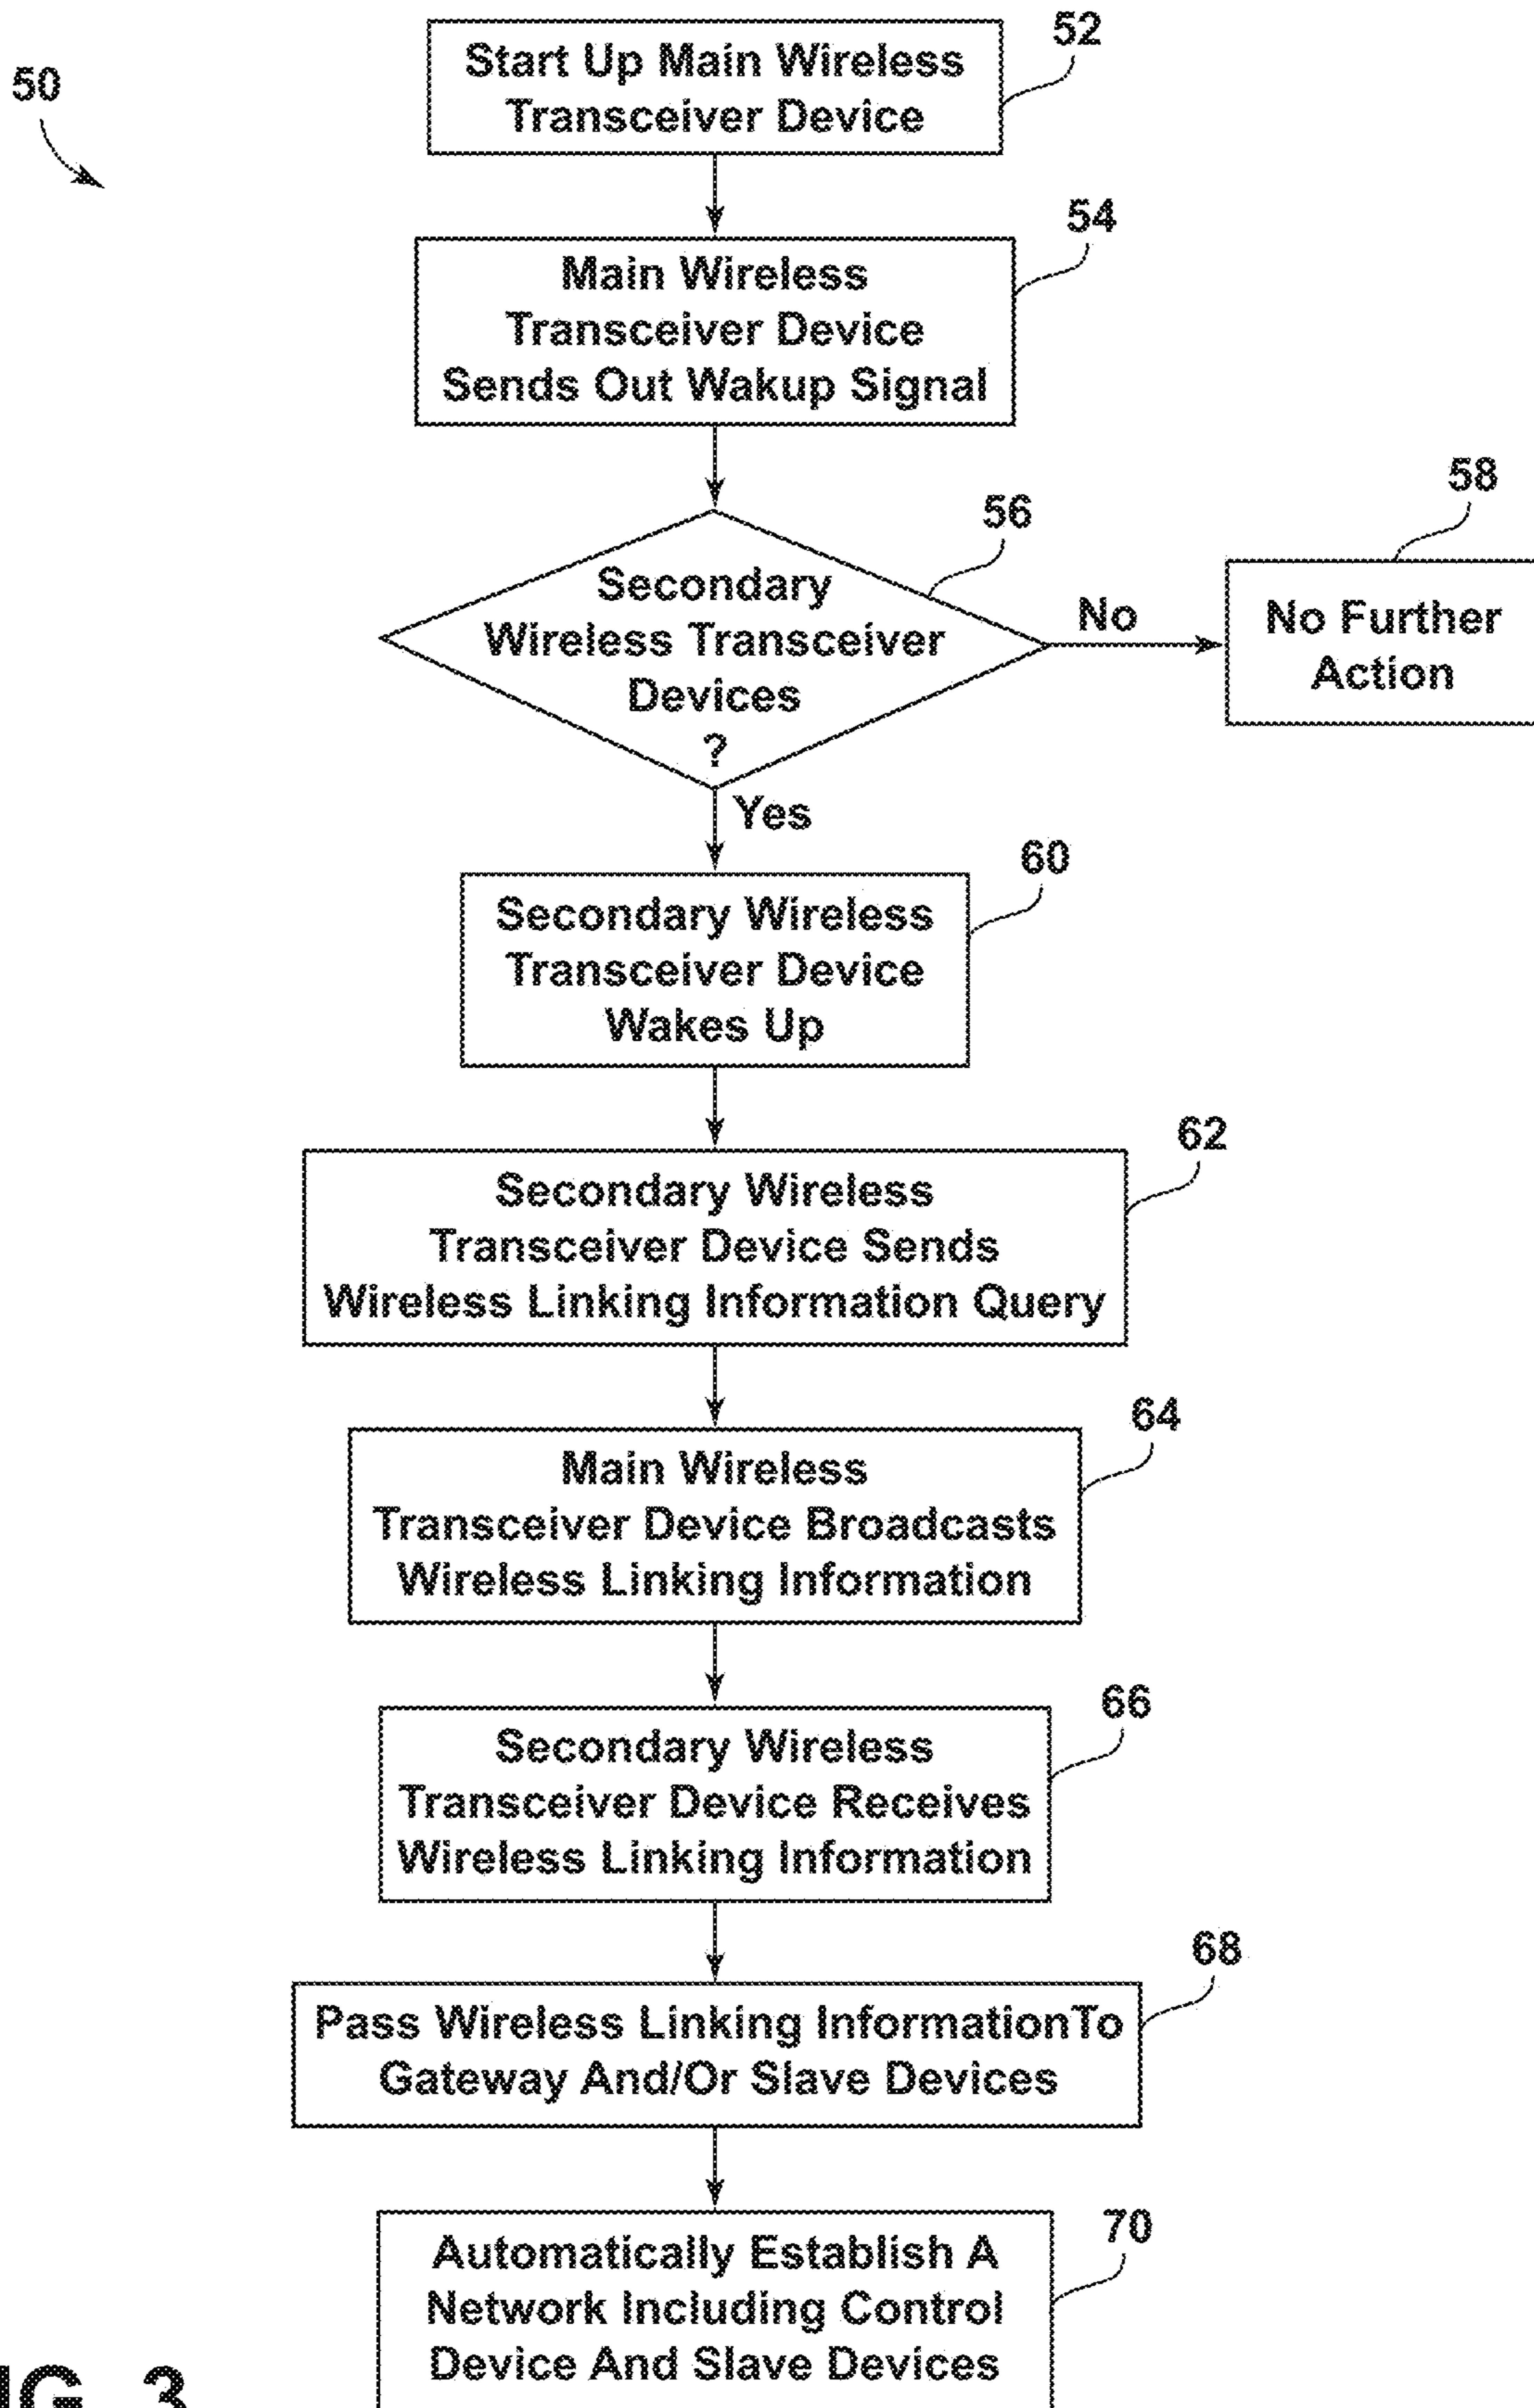 50
52
Start Up Main Wireless
Transceiver Device
54
Main Wireless
Transceiver Device
Sends Out Wakup Signal
56
Secondary
Wireless Transceiver
Devices
?
No
58
No Further
Action
Yes
60
Secondary Wireless
Transceiver Device
Wakes Up
62
Secondary Wireless
Transceiver Device Sends
Wireless Linking Information Query
64
Main Wireless
Transceiver Device Broadcasts
Wireless Linking Information
66
Secondary Wireless
Transceiver Device Receives
Wireless Linking Information
68
Pass Wireless Linking InformationTo
Gateway And/Or Slave Devices
70
Automatically Establish A
Network Including Control
Device And Slave Devices
IG. 3